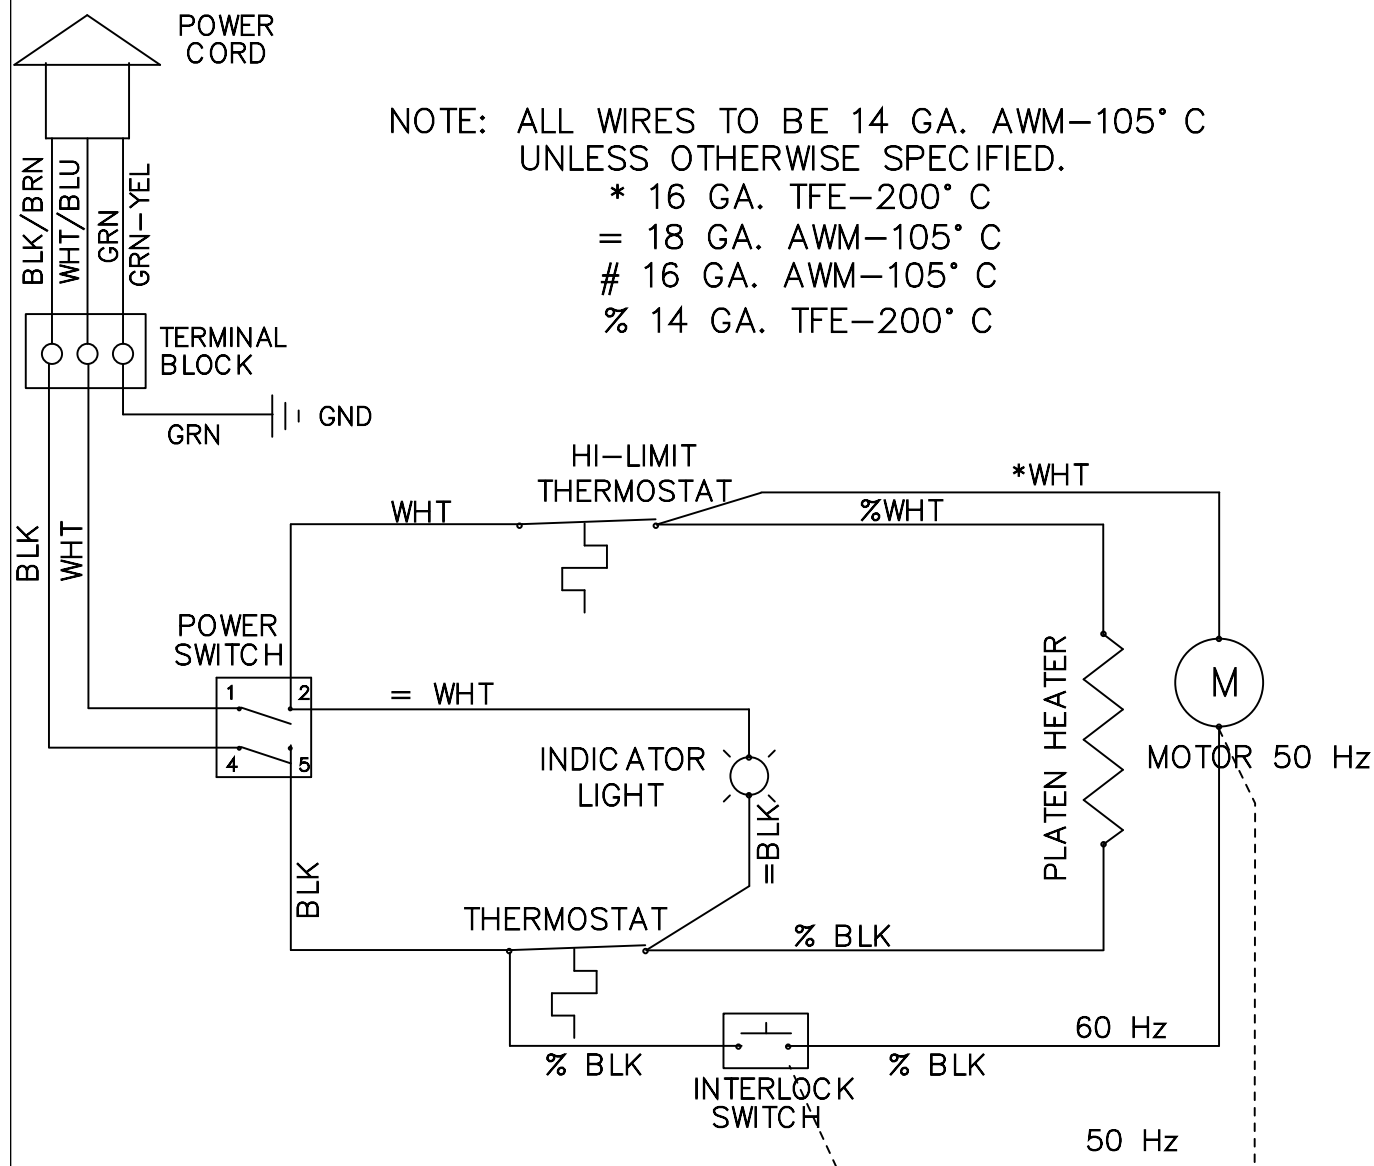 POWER
CORD
NOTE: ALL WIRES TO BE 14 GA. AWM-105° C
UNLESS OTHERWISE SPECIFIED.
* 16 GA. TFE-200° C
= 18 GA. AWM-105° C
# 16 GA. AWM-105° C
% 14 GA. TFE-200° C
BLK/BRN
WHT/BLU
GRN
GRN-YEL
TERMINAL
BLOCK
GND
GRN
HI-LIMIT
THERMOSTAT
*WHT
WHT
%WHT
BLK
WHT
POWER
SWITCH
1 2
4 5
= WHT
INDICATOR
LIGHT
=BLK
PLATEN HEATER
M
MOTOR 50 Hz
BLK
THERMOSTAT
% BLK
60 Hz
% BLK
% BLK
INTERLOCK
SWITCH
50 Hz